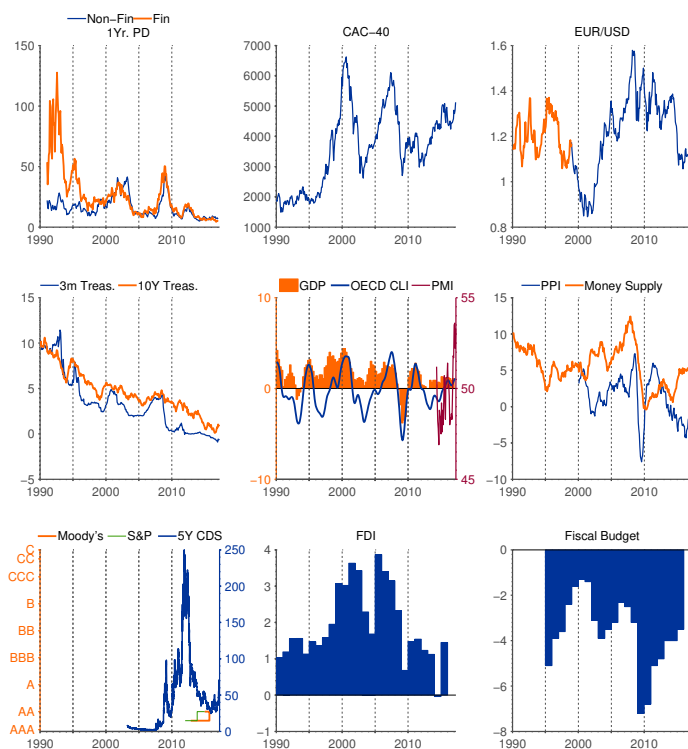 Non−Fin Fin
1Yr. PD
150
100
50
0
1990 2000 2010
CAC−40
7000
6000
5000
4000
3000
2000
1000
1990 2000 2010
EUR/USD
1.6
1.4
1.2
1
0.8
1990 2000 2010
3m Treas. 10Y Treas.
15
10
5
0
−5
1990 2000 2010
GDP OECD CLI PMI
10 55
0 50
−10 45
1990 2000 2010
PPI Money Supply
15
10
5
0
−5
−10
1990 2000 2010
Moody's S&P 5Y CDS
C 250
CC
CCC 200
B
150
BB
BBB 100
A
50
AA
AAA 0
1990 2000 2010
FDI
4
3
2
1
0
−1
1990 2000 2010
Fiscal Budget
0
−2
−4
−6
−8
1990 2000 2010